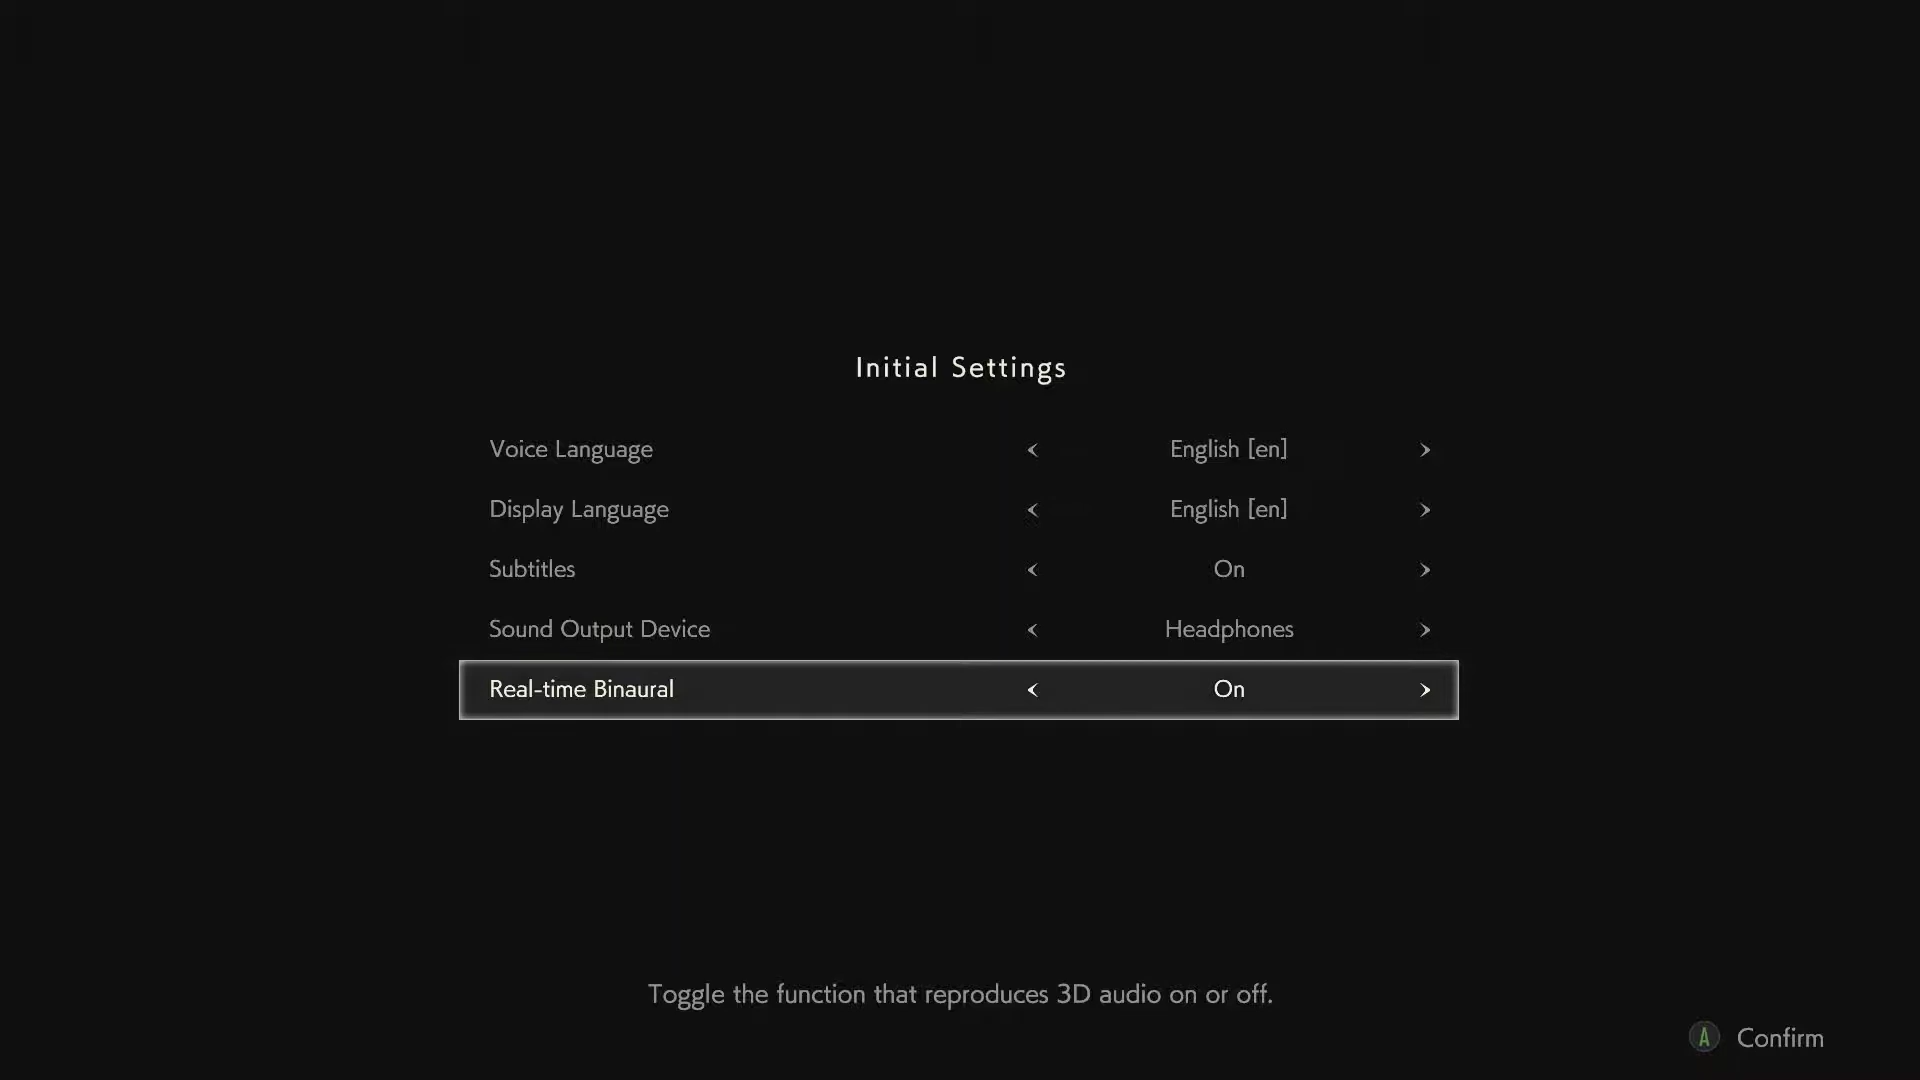 Initial Settings
Voice Language < English [en] >
Display Language < English [en] >
Subtitles < On >
Sound Output Device < Headphones >
Real-time Binaural < On >
Toggle the function that reproduces 3D audio on or off.
A Confirm